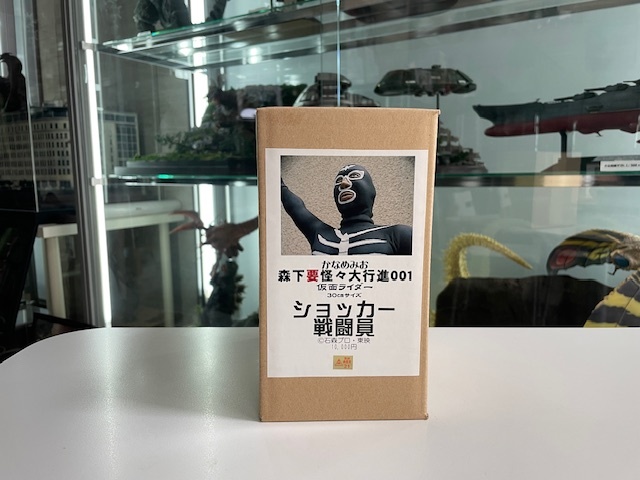 かなめみお
森下要怪々大行進001
仮面ライダー
30cmサイズ
ショッカー
戦闘員
©石森プロ・東映